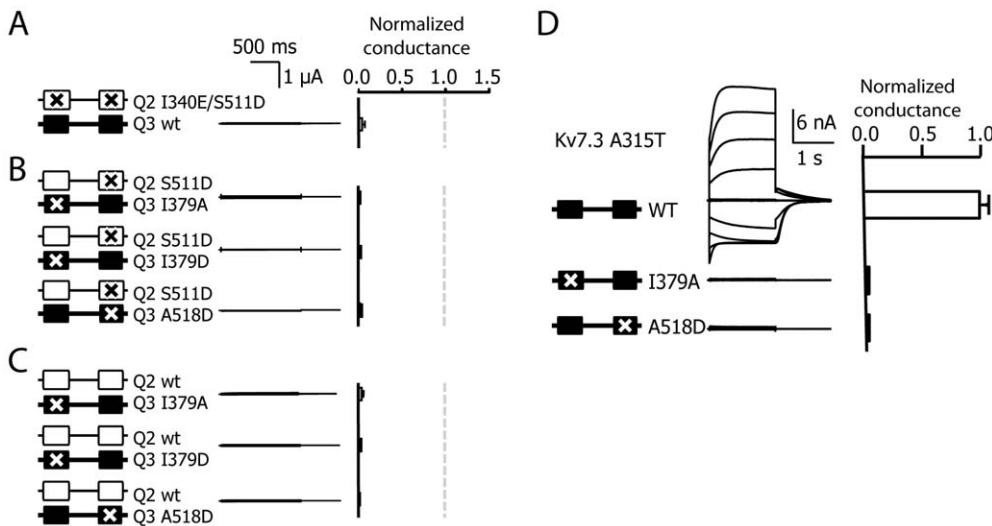 A
500 ms
1 µA
Normalized
conductance
0.0 0.5 1.0 1.5
Q2 I340E/S511D
Q3 wt
B
Q2 S511D
Q3 I379A
Q2 S511D
Q3 I379D
Q2 S511D
Q3 A518D
C
Q2 wt
Q3 I379A
Q2 wt
Q3 I379D
Q2 wt
Q3 A518D
D
Kv7.3 A315T
6 nA
1 s
Normalized
conductance
0.0 0.5 1.0
WT
I379A
A518D